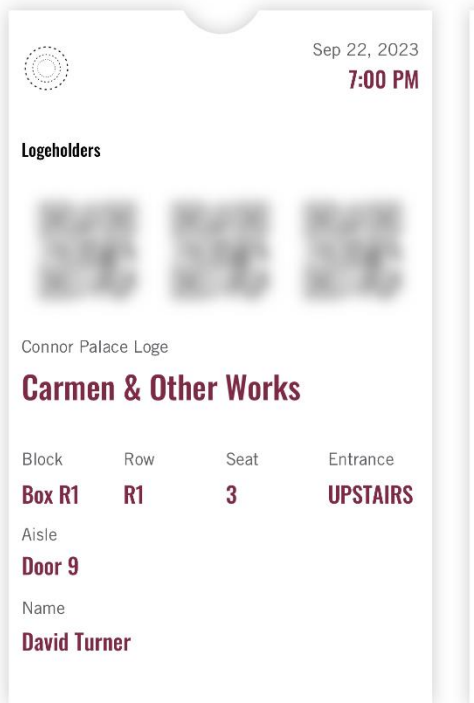 Sep 22, 2023
7:00 PM
Logeholders
Connor Palace Loge
Carmen & Other Works
Block Row Seat Entrance
Box R1 R1 3 UPSTAIRS
Aisle
Door 9
Name
David Turner